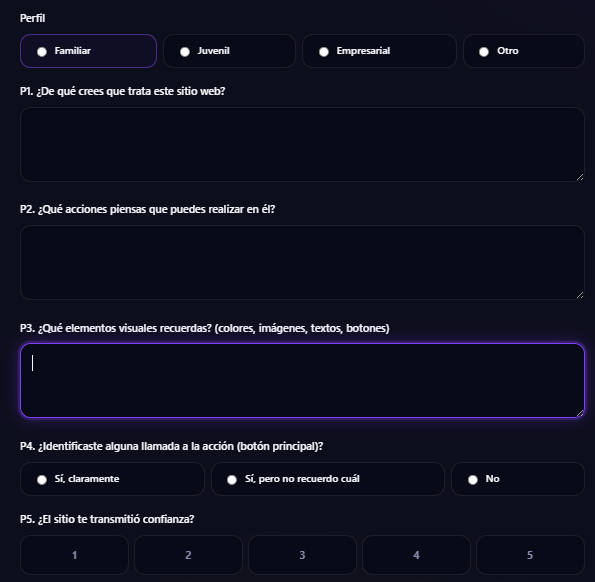 Perfil
Familiar Juvenil Empresarial Otro
P1. ¿De qué crees que trata este sitio web?
P2. ¿Qué acciones piensas que puedes realizar en él?
P3. ¿Qué elementos visuales recuerdas? (colores, imágenes, textos, botones)
P4. ¿Identificaste alguna llamada a la acción (botón principal)?
Sí, claramente Sí, pero no recuerdo cuál No
P5. ¿El sitio te transmitió confianza?
1 2 3 4 5